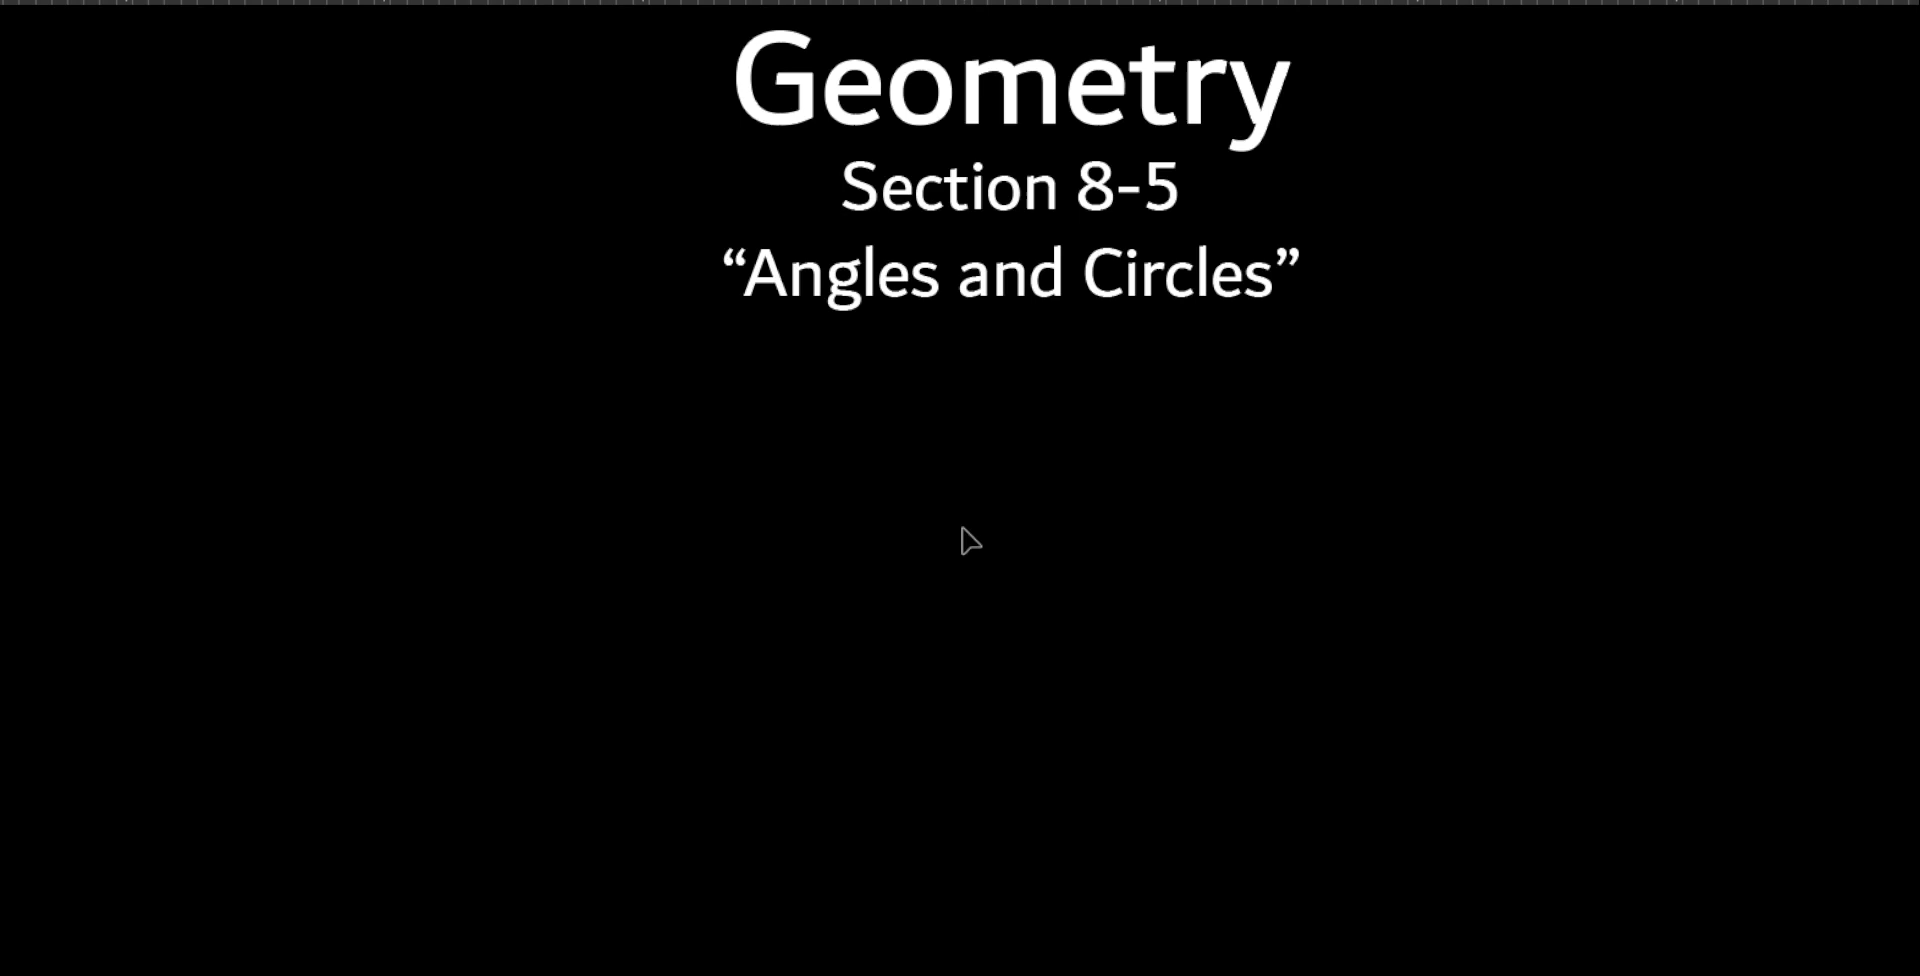 Geometry
Section 8-5
“Angles and Circles”